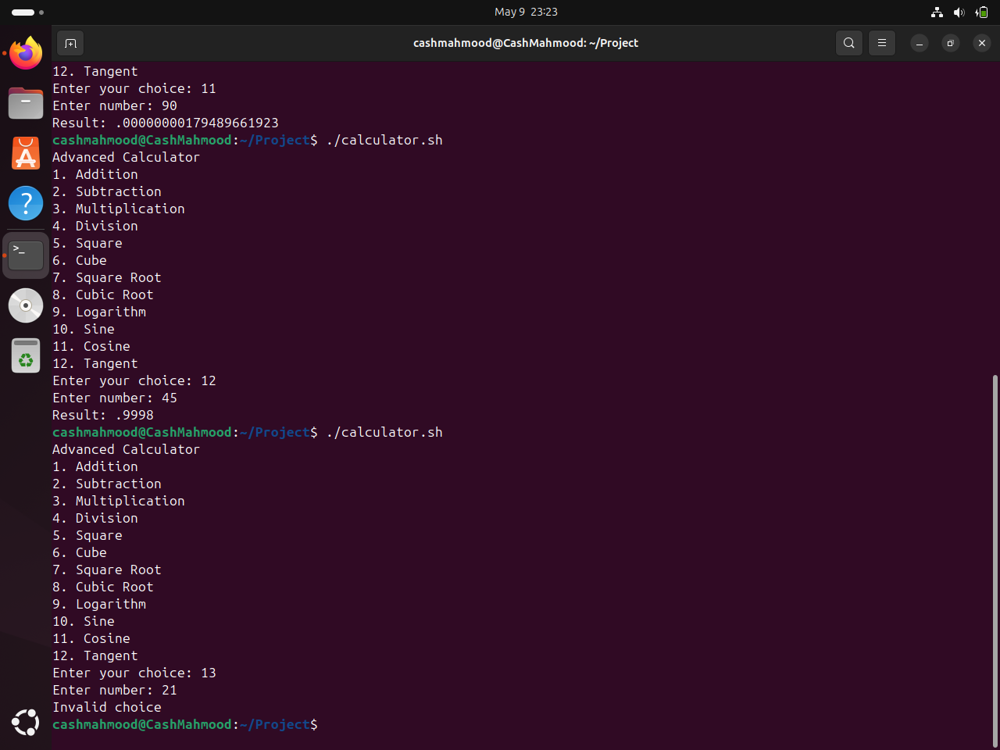 May 9 23:23
cashmahmood@CashMahmood: ~/Project
12. Tangent
Enter your choice: 11
Enter number: 90
Result: .00000000179489661923
cashmahmood@CashMahmood:~/Project$ ./calculator.sh
Advanced Calculator
1. Addition
2. Subtraction
3. Multiplication
4. Division
5. Square
6. Cube
7. Square Root
8. Cubic Root
9. Logarithm
10. Sine
11. Cosine
12. Tangent
Enter your choice: 12
Enter number: 45
Result: .9998
cashmahmood@CashMahmood:~/Project$ ./calculator.sh
Advanced Calculator
1. Addition
2. Subtraction
3. Multiplication
4. Division
5. Square
6. Cube
7. Square Root
8. Cubic Root
9. Logarithm
10. Sine
11. Cosine
12. Tangent
Enter your choice: 13
Enter number: 21
Invalid choice
cashmahmood@CashMahmood:~/Project$